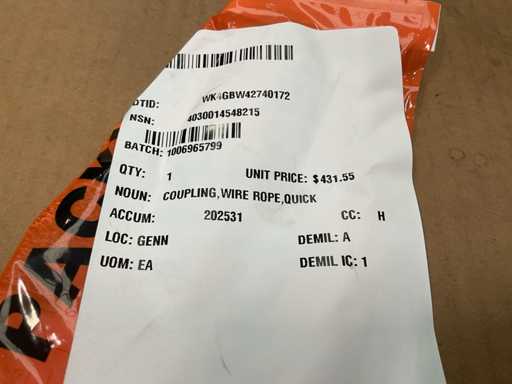 DTID: WK4GBW42740172
NSN: 4030014548215
BATCH: 1006965799
QTY: 1 UNIT PRICE: $431.55
NOUN: COUPLING,WIRE ROPE,QUICK
ACCUM: 202531 CC: H
LOC: GENN DEMIL: A
UOM: EA DEMIL IC: 1